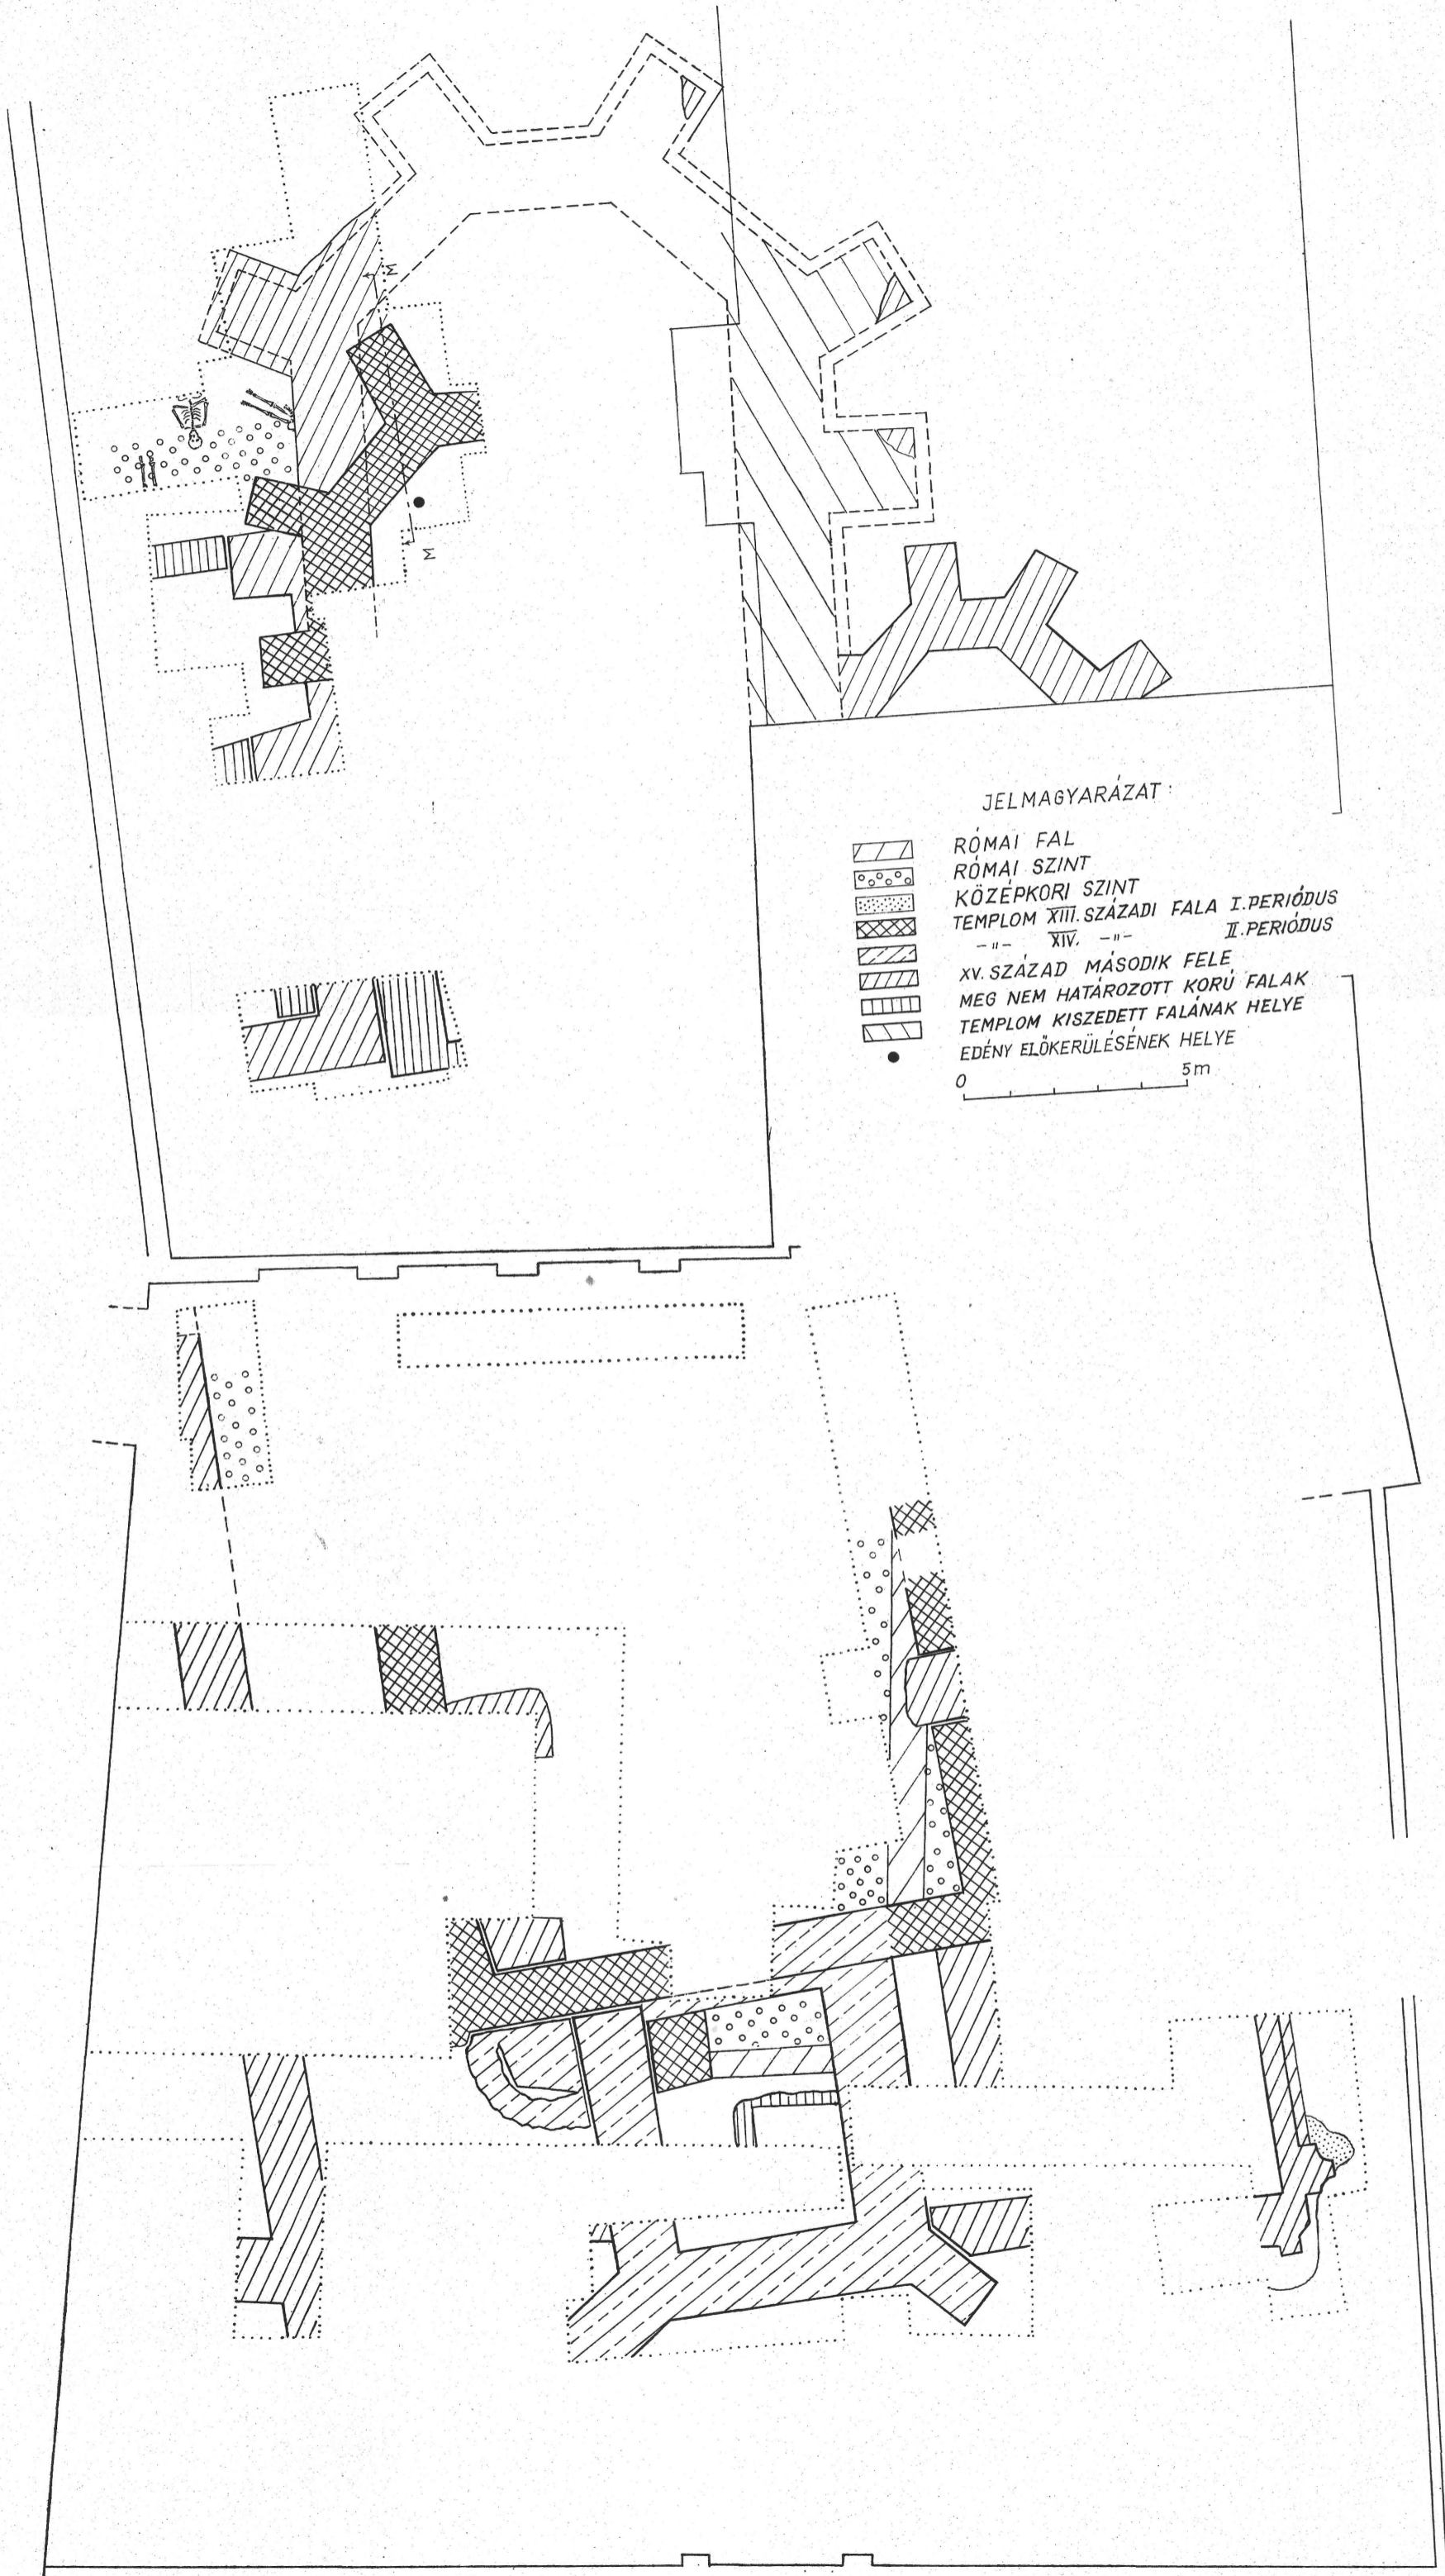 M
M
JELMAGYARÁZAT:
RÓMAI FAL
RÓMAI SZINT
KÖZÉPKORI SZINT
TEMPLOM XIII. SZÁZADI FALA I. PERIÓDUS
-"- XIV. -"- II. PERIÓDUS
XV. SZÁZAD MÁSODIK FELE
MEG NEM HATÁROZOTT KORÚ FALAK
TEMPLOM KISZEDETT FALÁNAK HELYE
EDÉNY ELŐKERÜLÉSÉNEK HELYE
0 5m